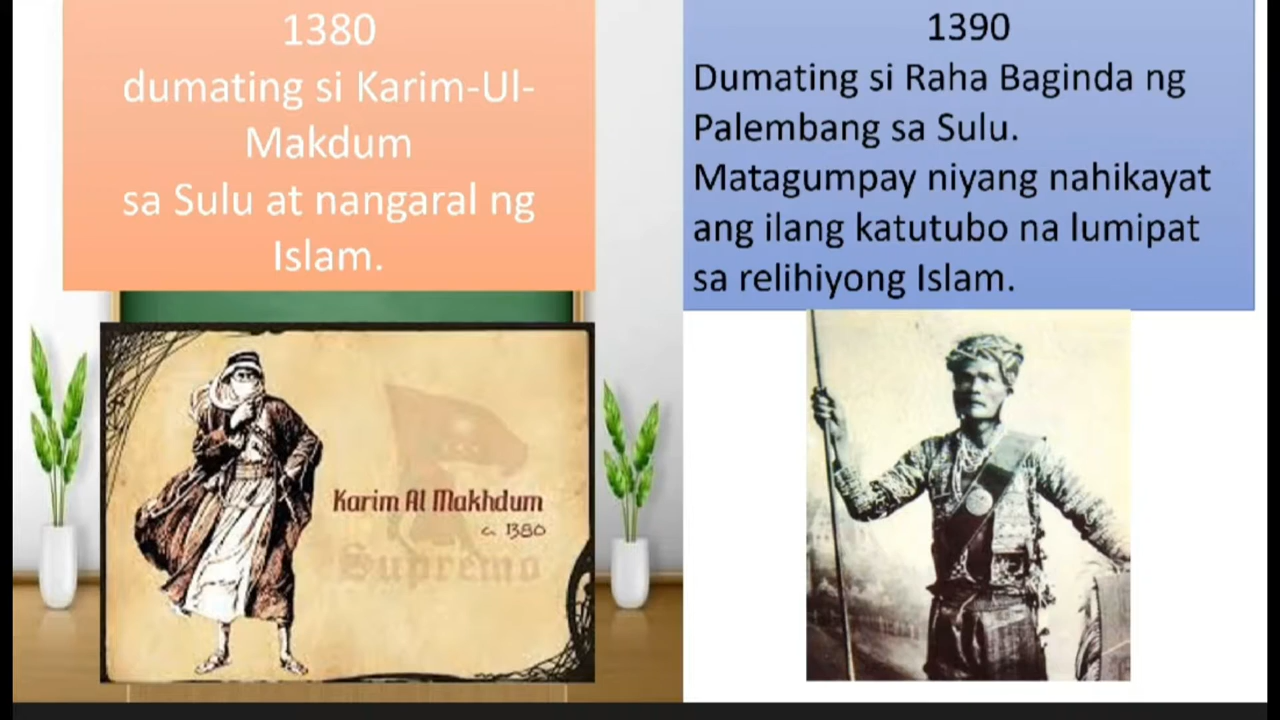 1380
dumating si Karim-Ul-
Makdum
sa Sulu at nangaral ng
Islam.
Karim Al Makhdum
c. 1380
Supremo
1390
Dumating si Raha Baginda ng
Palembang sa Sulu.
Matagumpay niyang nahikayat
ang ilang katutubo na lumipat
sa relihiyong Islam.